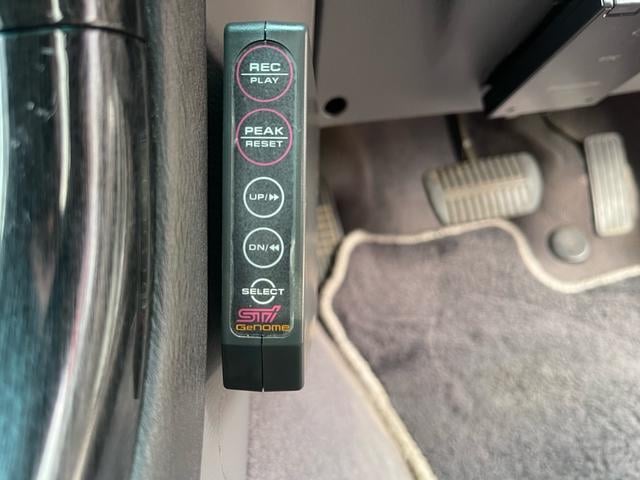 REC
PLAY
PEAK
RESET
UP/▶▶
DN/◀◀
SELECT
STI
GeNOME